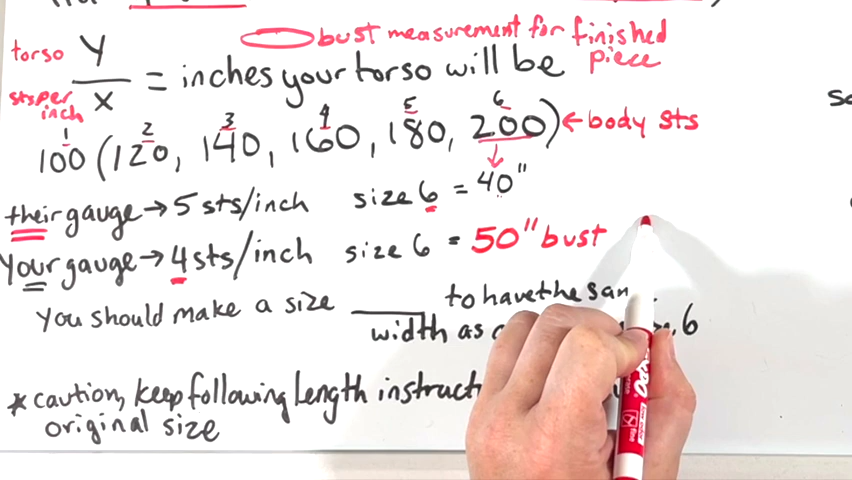 bust measurement for finished
piece
torso Y
sts per
inch X
= inches your torso will be
1 2 3 4 5 6
100 (120, 140, 160, 180, 200) ← body sts
their gauge → 5 sts/inch size 6 = 40"
your gauge → 4 sts/inch size 6 = 50" bust
You should make a size ____ to have the
width as 6
* caution, keep following length
original size
EXPO
fine